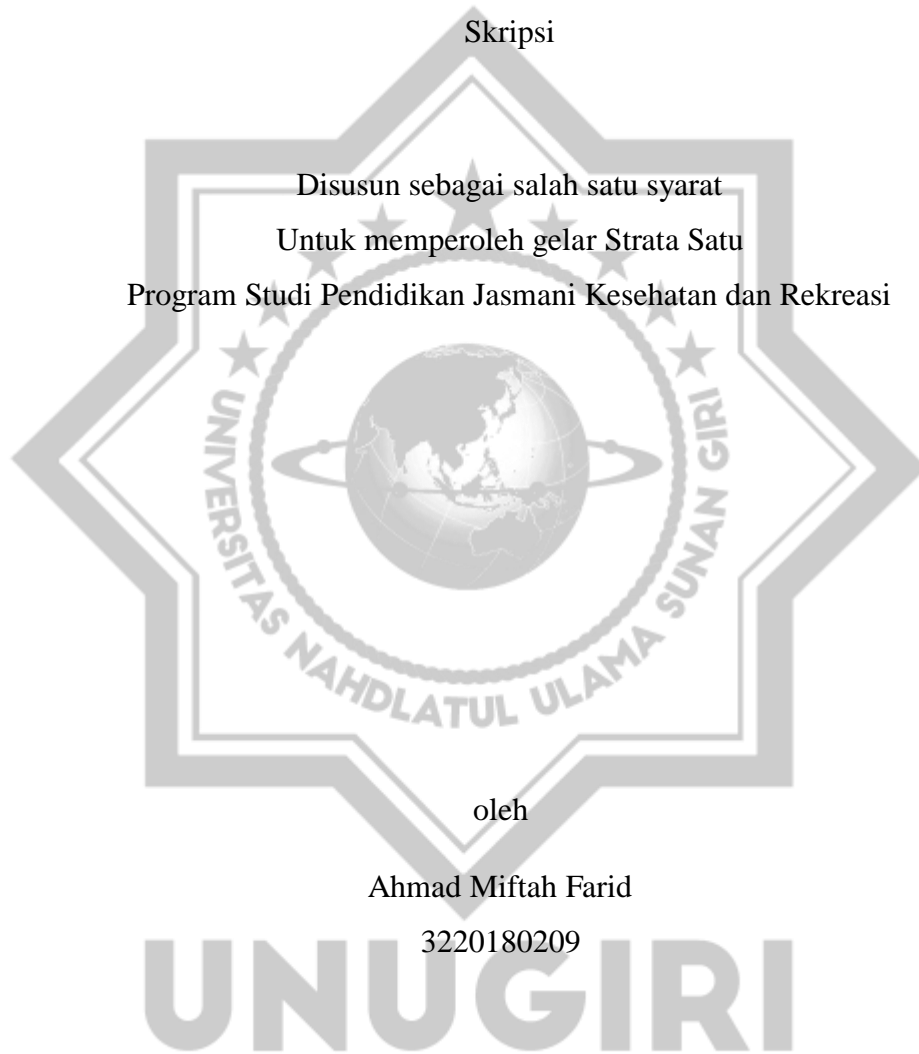 Skripsi
Disusun sebagai salah satu syarat
Untuk memperoleh gelar Strata Satu
Program Studi Pendidikan Jasmani Kesehatan dan Rekreasi
UNIVERSITAS NAHDLATUL ULAMA SUNAN GIRI
oleh
Ahmad Miftah Farid
3220180209
UNUGIRI